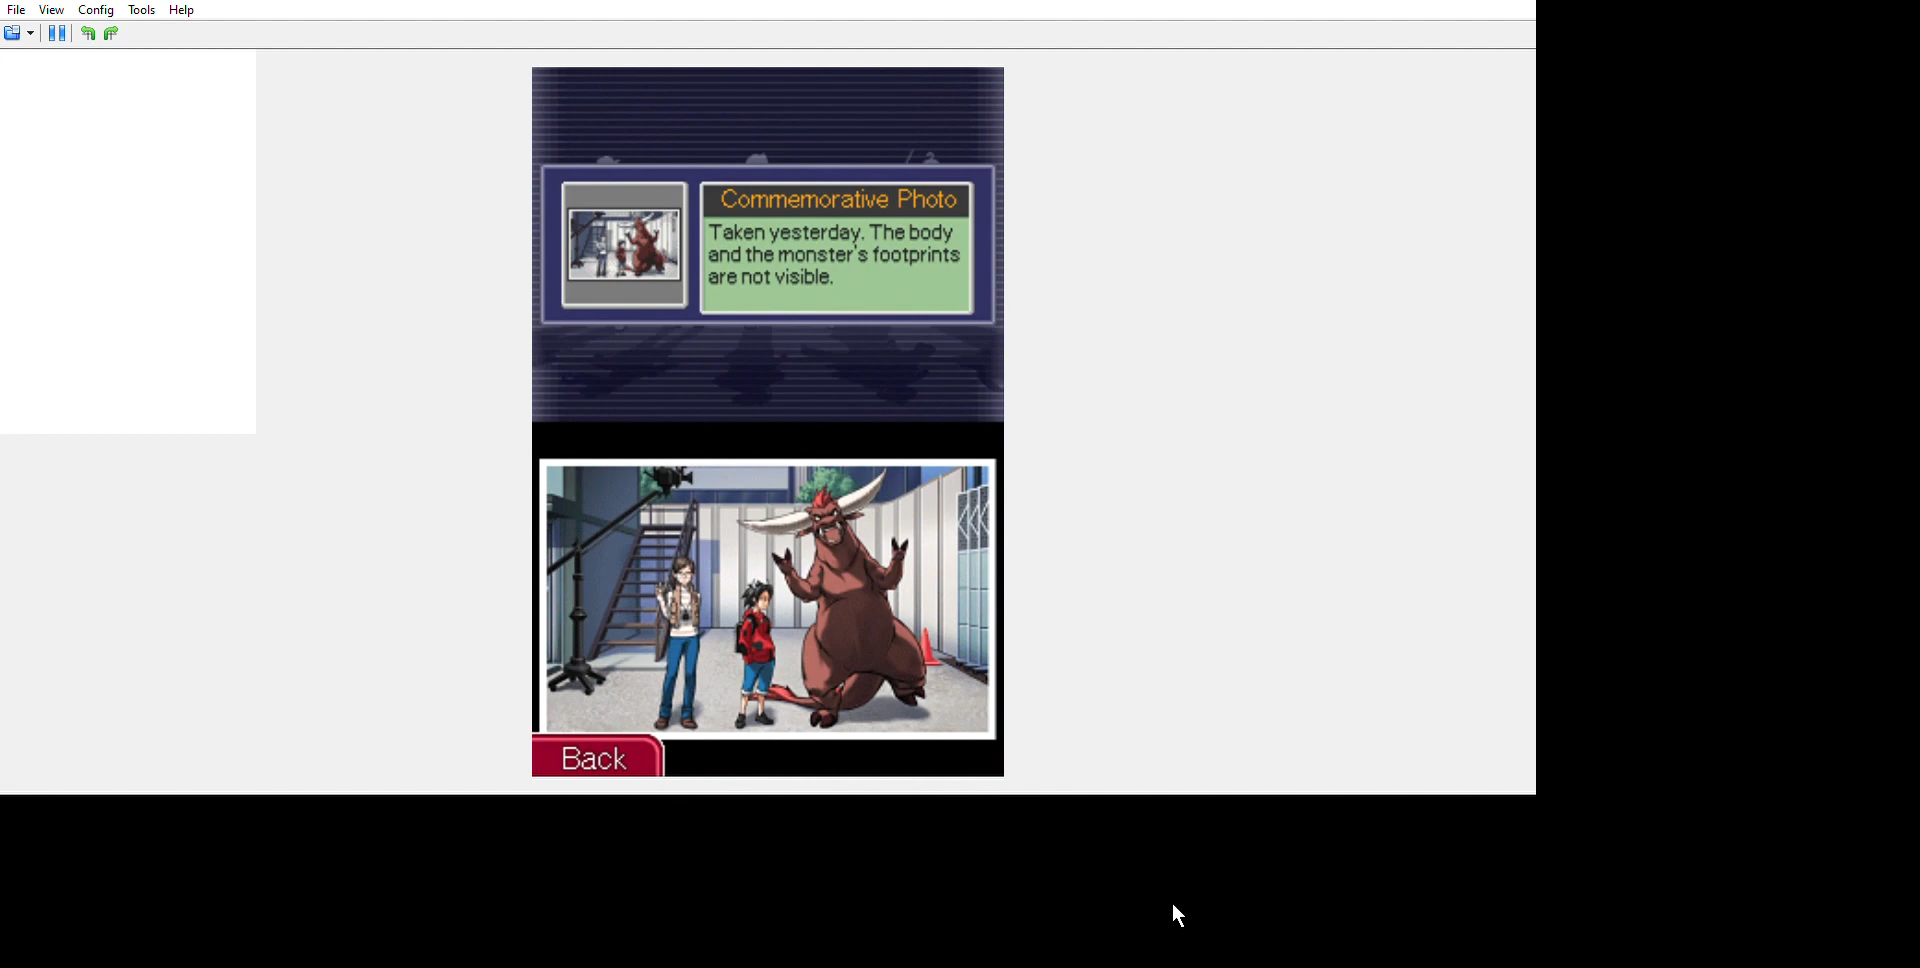 File View Config Tools Help
Commemorative Photo
Taken yesterday. The body
and the monster's footprints
are not visible.
Back